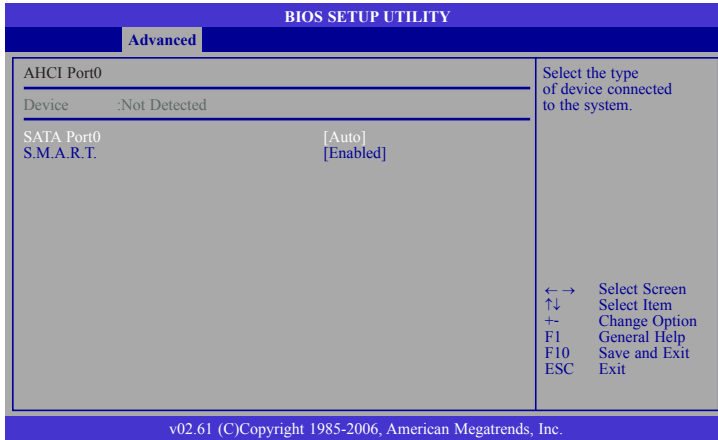 BIOS SETUP UTILITY
Advanced
AHCI Port0
Device :Not Detected
SATA Port0 [Auto]
S.M.A.R.T. [Enabled]
Select the type
of device connected
to the system.
←→ Select Screen
↑↓ Select Item
+- Change Option
F1 General Help
F10 Save and Exit
ESC Exit
v02.61 (C)Copyright 1985-2006, American Megatrends, Inc.